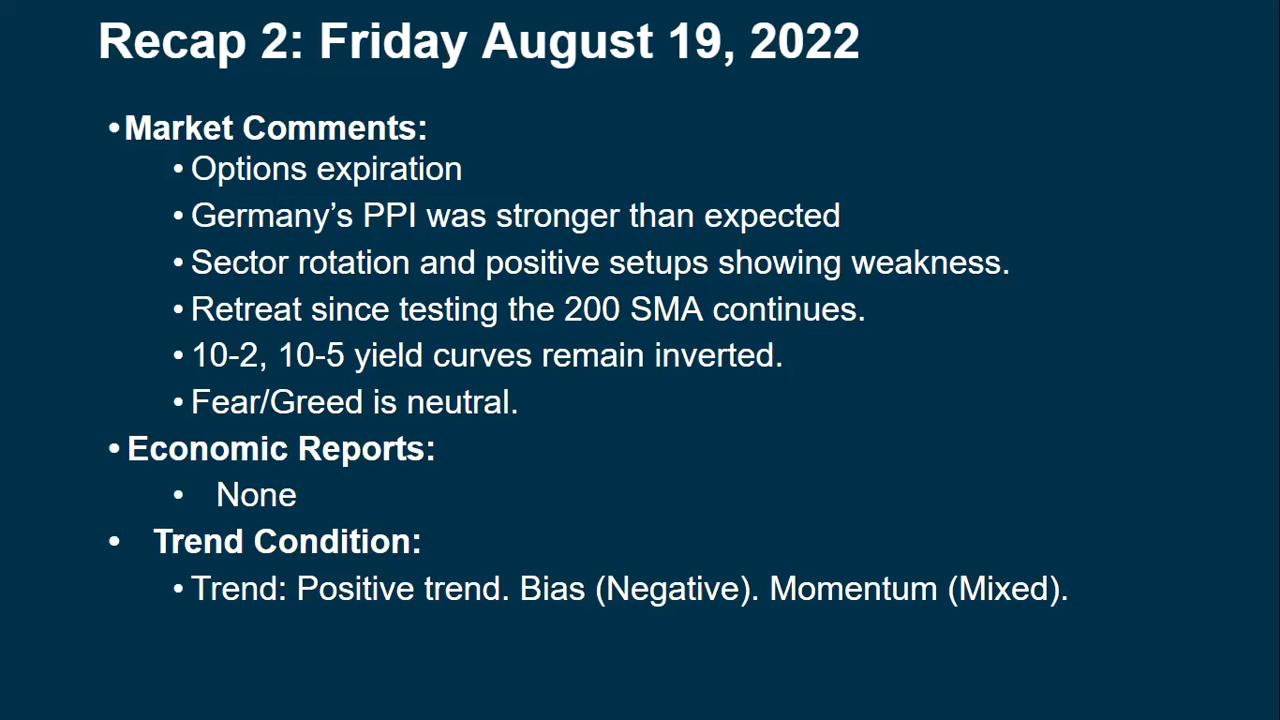 Recap 2: Friday August 19, 2022
•Market Comments:
•Options expiration
•Germany’s PPI was stronger than expected
•Sector rotation and positive setups showing weakness.
•Retreat since testing the 200 SMA continues.
•10-2, 10-5 yield curves remain inverted.
•Fear/Greed is neutral.
•Economic Reports:
• None
• Trend Condition:
•Trend: Positive trend. Bias (Negative). Momentum (Mixed).